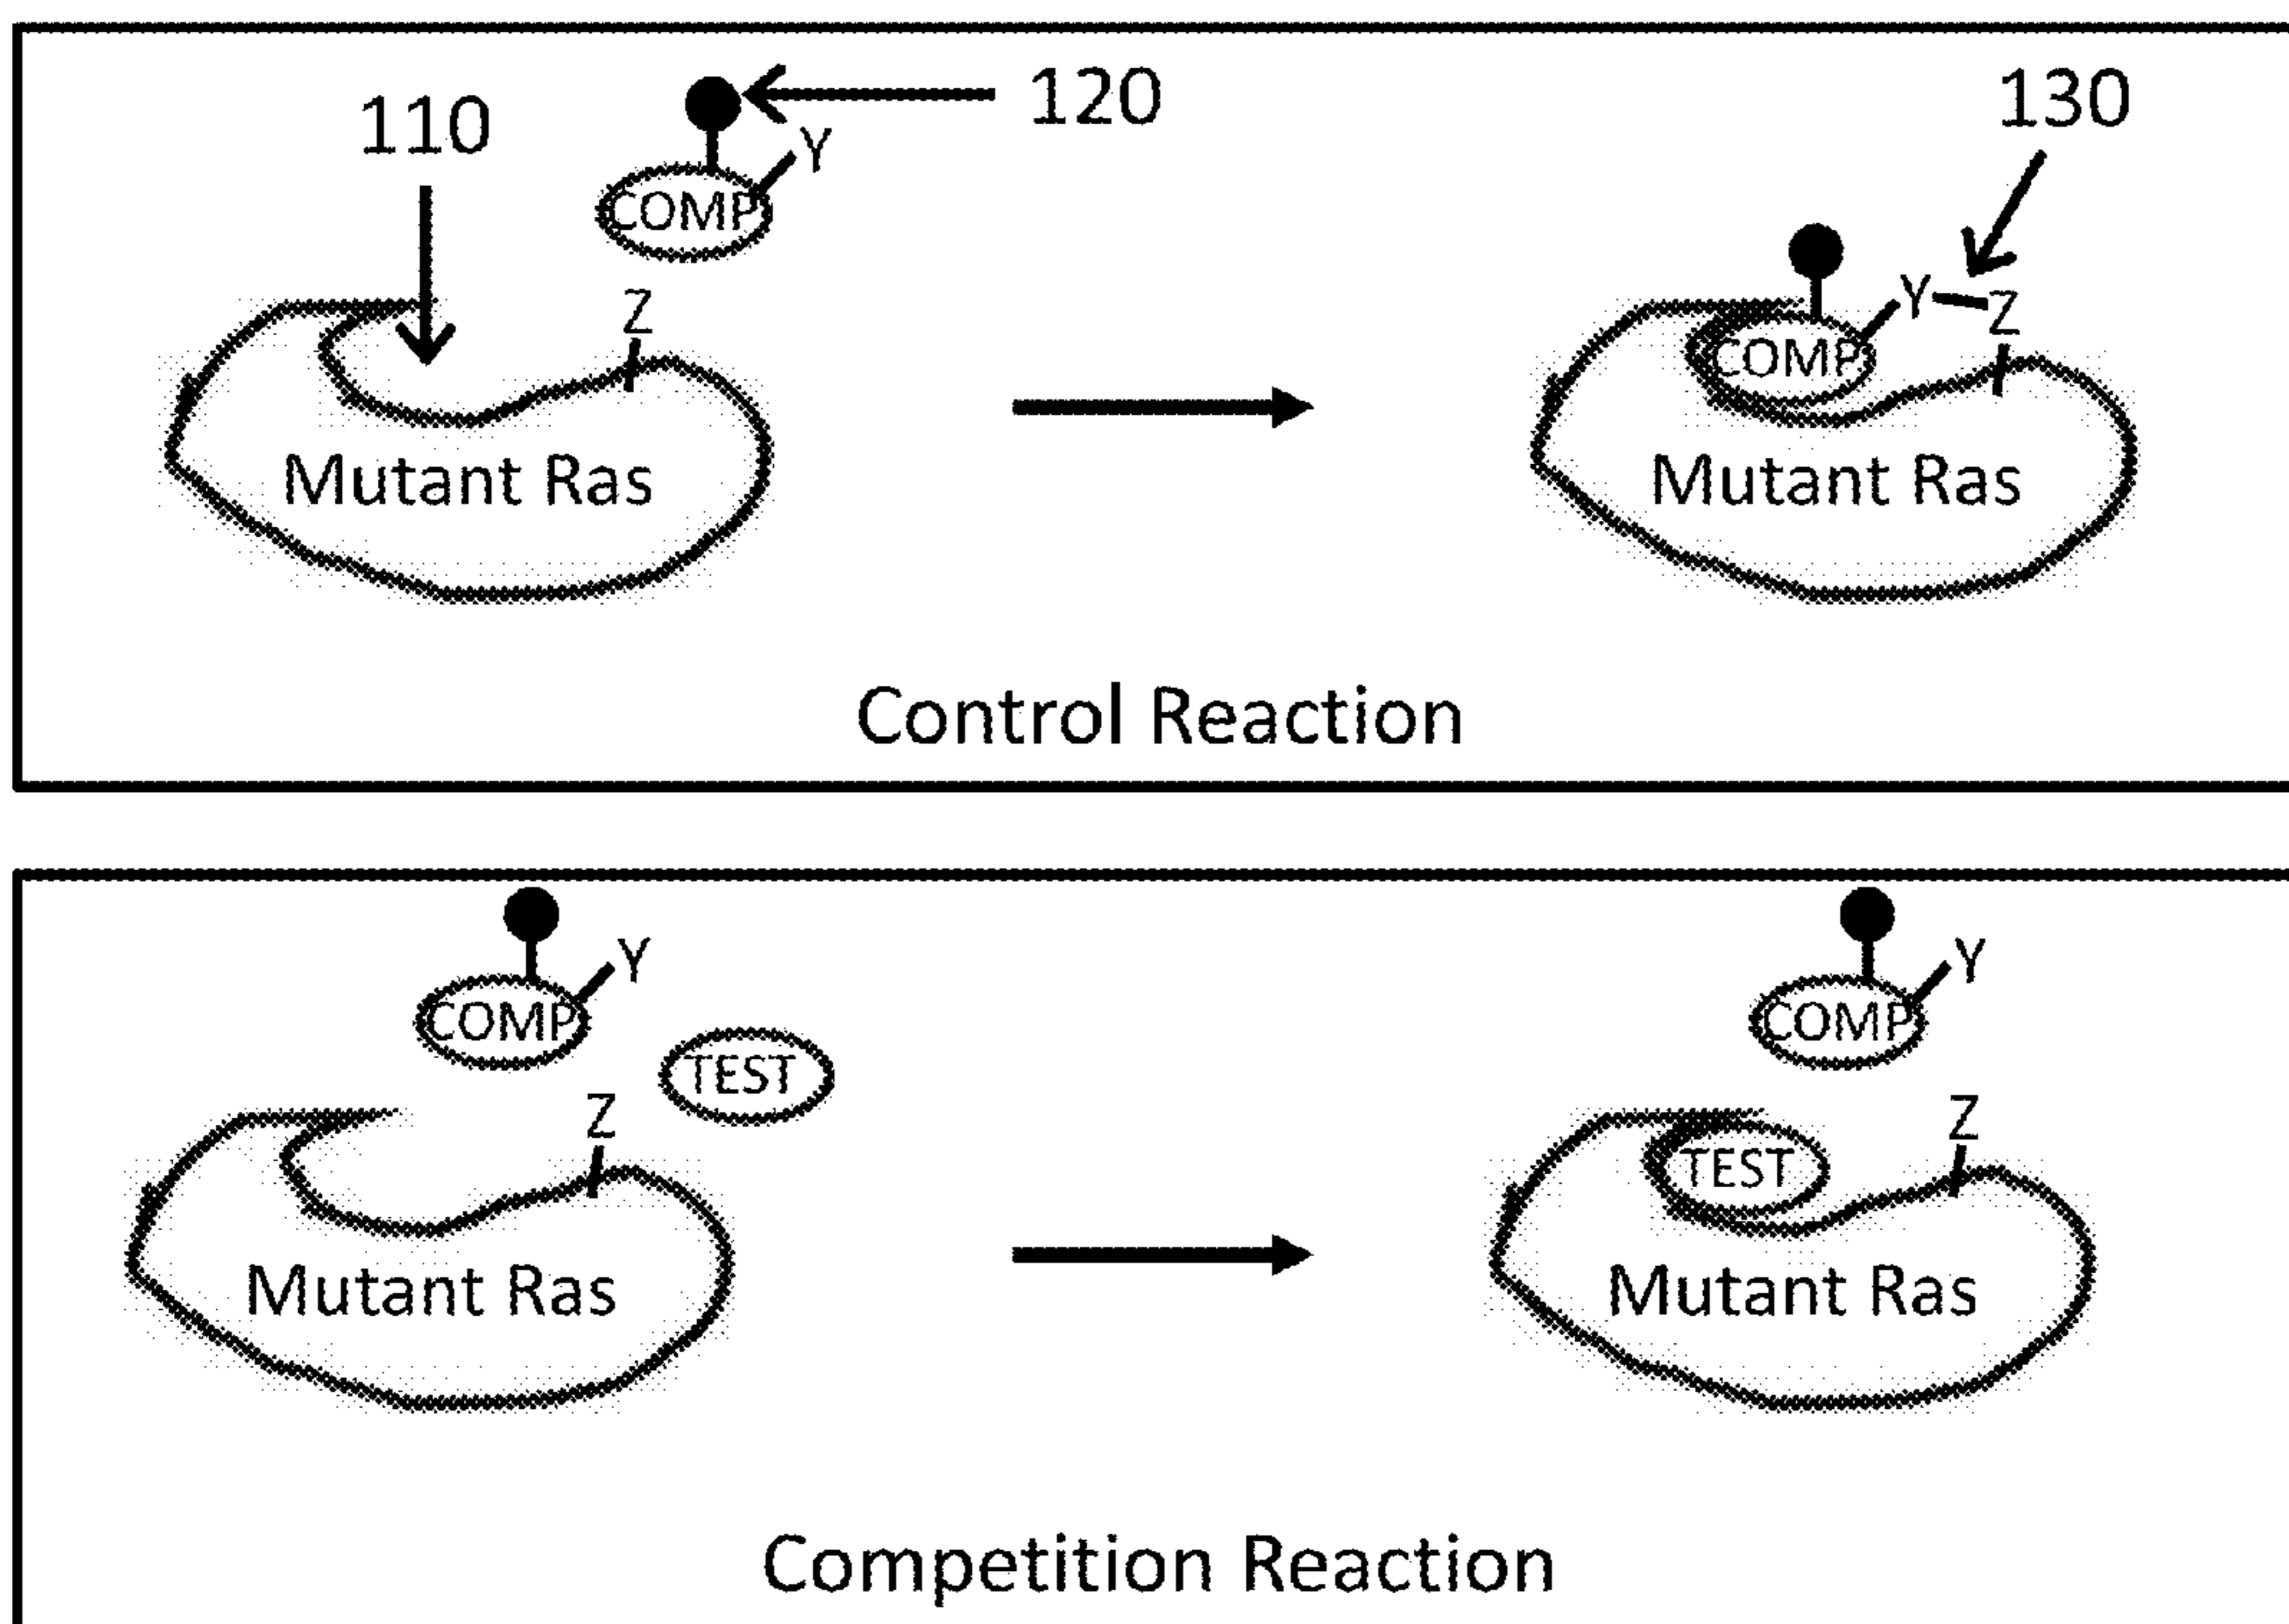 110
120
130
Y
COMP
Z
Mutant Ras
Y
Z
COMP
Mutant Ras
Control Reaction
Y
COMP
TEST
Z
Mutant Ras
Y
COMP
Z
TEST
Mutant Ras
Competition Reaction